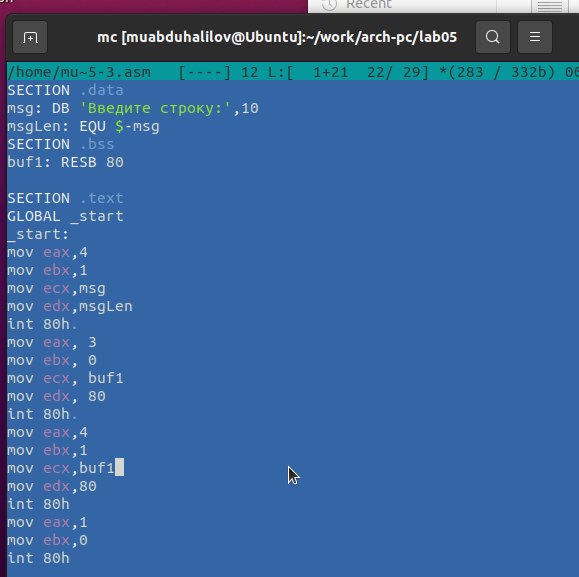 Recent
mc [muabduhalilov@Ubuntu]:~/work/arch-pc/lab05
/home/mu~5-3.asm   [----] 12 L:[  1+21  22/ 29] *(283 / 332b) 00
SECTION .data
msg: DB 'Введите строку:',10
msgLen: EQU $-msg
SECTION .bss
buf1: RESB 80
SECTION .text
GLOBAL _start
_start:
mov eax,4
mov ebx,1
mov ecx,msg
mov edx,msgLen
int 80h.
mov eax, 3
mov ebx, 0
mov ecx, buf1
mov edx, 80
int 80h.
mov eax,4
mov ebx,1
mov ecx,buf1
mov edx,80
int 80h
mov eax,1
mov ebx,0
int 80h